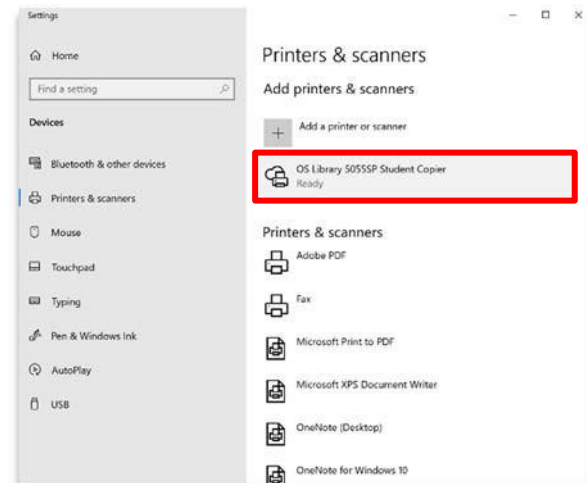 Settings
Home
Find a setting
Devices
Bluetooth & other devices
Printers & scanners
Mouse
Touchpad
Typing
Pen & Windows Ink
AutoPlay
USB
Printers & scanners
Add printers & scanners
Add a printer or scanner
OS Library 5055SP Student Copier
Ready
Printers & scanners
Adobe PDF
Fax
Microsoft Print to PDF
Microsoft XPS Document Writer
OneNote (Desktop)
OneNote for Windows 10